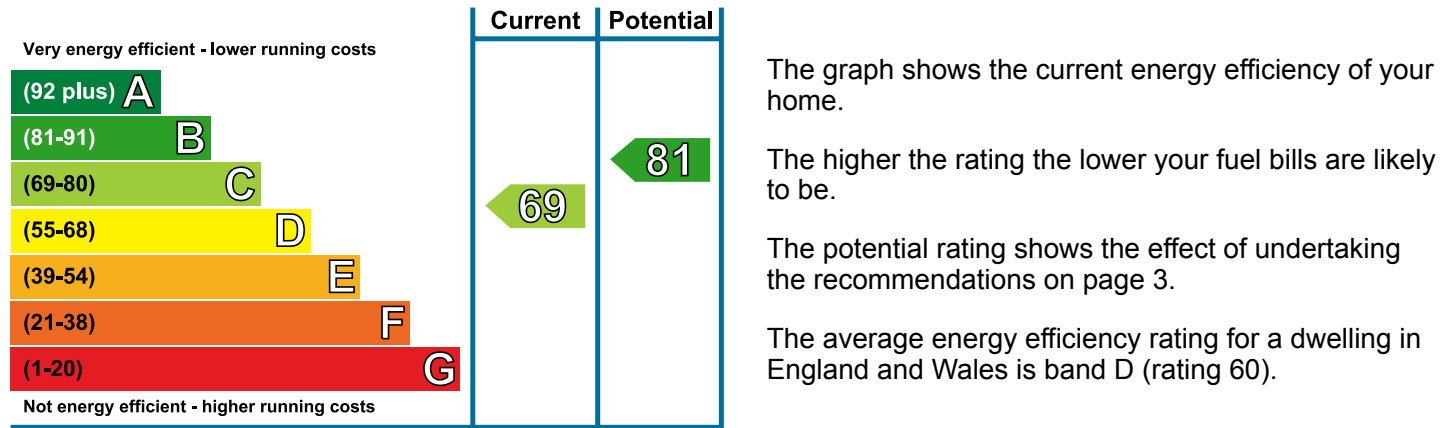 Current Potential
Very energy efficient - lower running costs
(92 plus) A
(81-91) B
(69-80) C
(55-68) D
(39-54) E
(21-38) F
(1-20) G
Not energy efficient - higher running costs
69
81
The graph shows the current energy efficiency of your
home.
The higher the rating the lower your fuel bills are likely
to be.
The potential rating shows the effect of undertaking
the recommendations on page 3.
The average energy efficiency rating for a dwelling in
England and Wales is band D (rating 60).